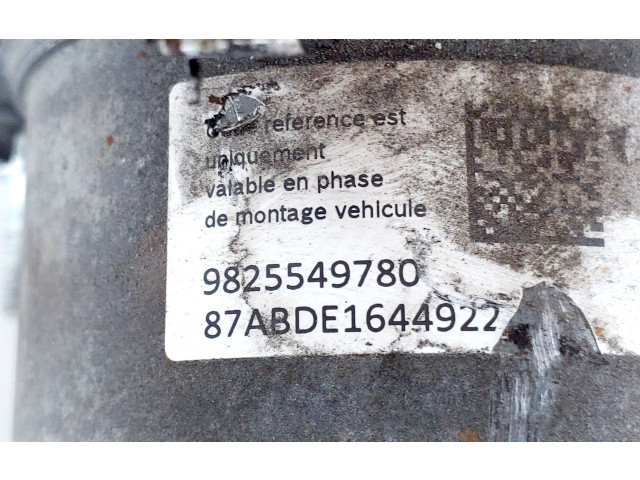 reference est
uniquement
valable en phase
de montage vehicule
9825549780
87ABDE1644922